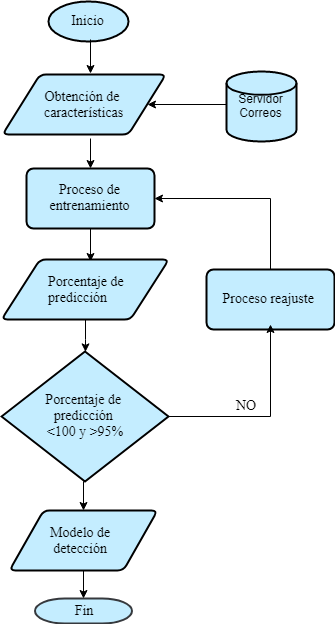 Inicio
Obtención de
características
Servidor
Correos
Proceso de
entrenamiento
Porcentaje de
predicción
Proceso reajuste
Porcentaje de
predicción
<100 y >95%
NO
Modelo de
detección
Fin